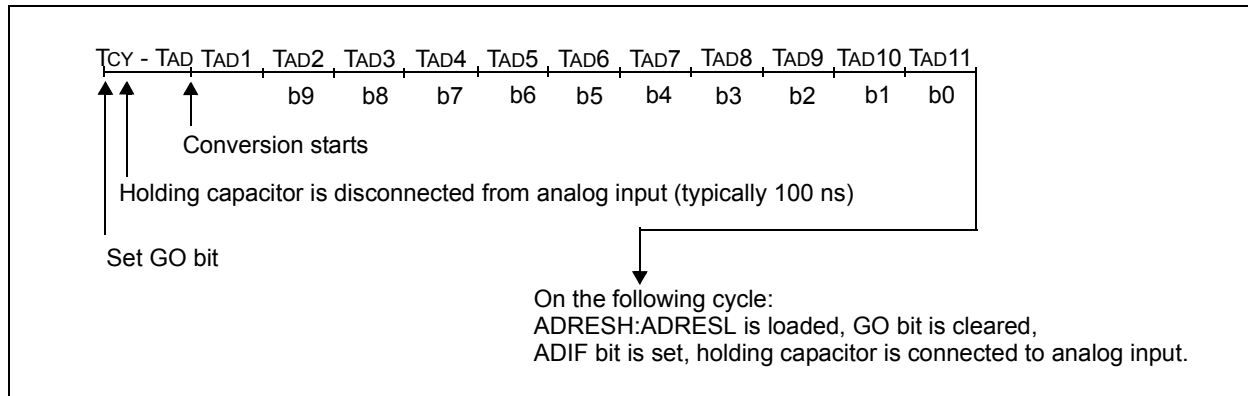 TCY - TAD TAD1 TAD2 TAD3 TAD4 TAD5 TAD6 TAD7 TAD8 TAD9 TAD10 TAD11
b9 b8 b7 b6 b5 b4 b3 b2 b1 b0
Conversion starts
Holding capacitor is disconnected from analog input (typically 100 ns)
Set GO bit
On the following cycle:
ADRESH:ADRESL is loaded, GO bit is cleared,
ADIF bit is set, holding capacitor is connected to analog input.